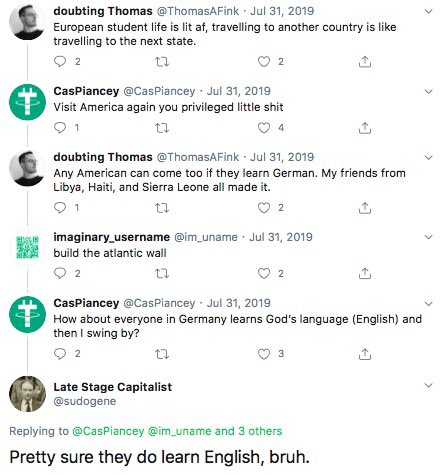 doubting Thomas @ThomasAFink · Jul 31, 2019
European student life is lit af, travelling to another country is like
travelling to the next state.
2 2
CasPiancey @CasPiancey · Jul 31, 2019
Visit America again you privileged little shit
1 4
doubting Thomas @ThomasAFink · Jul 31, 2019
Any American can come too if they learn German. My friends from
Libya, Haiti, and Sierra Leone all made it.
1 2
imaginary_username @im_uname · Jul 31, 2019
build the atlantic wall
2 2
CasPiancey @CasPiancey · Jul 31, 2019
How about everyone in Germany learns God's language (English) and
then I swing by?
2 3
Late Stage Capitalist
@sudogene
Replying to @CasPiancey @im_uname and 3 others
Pretty sure they do learn English, bruh.